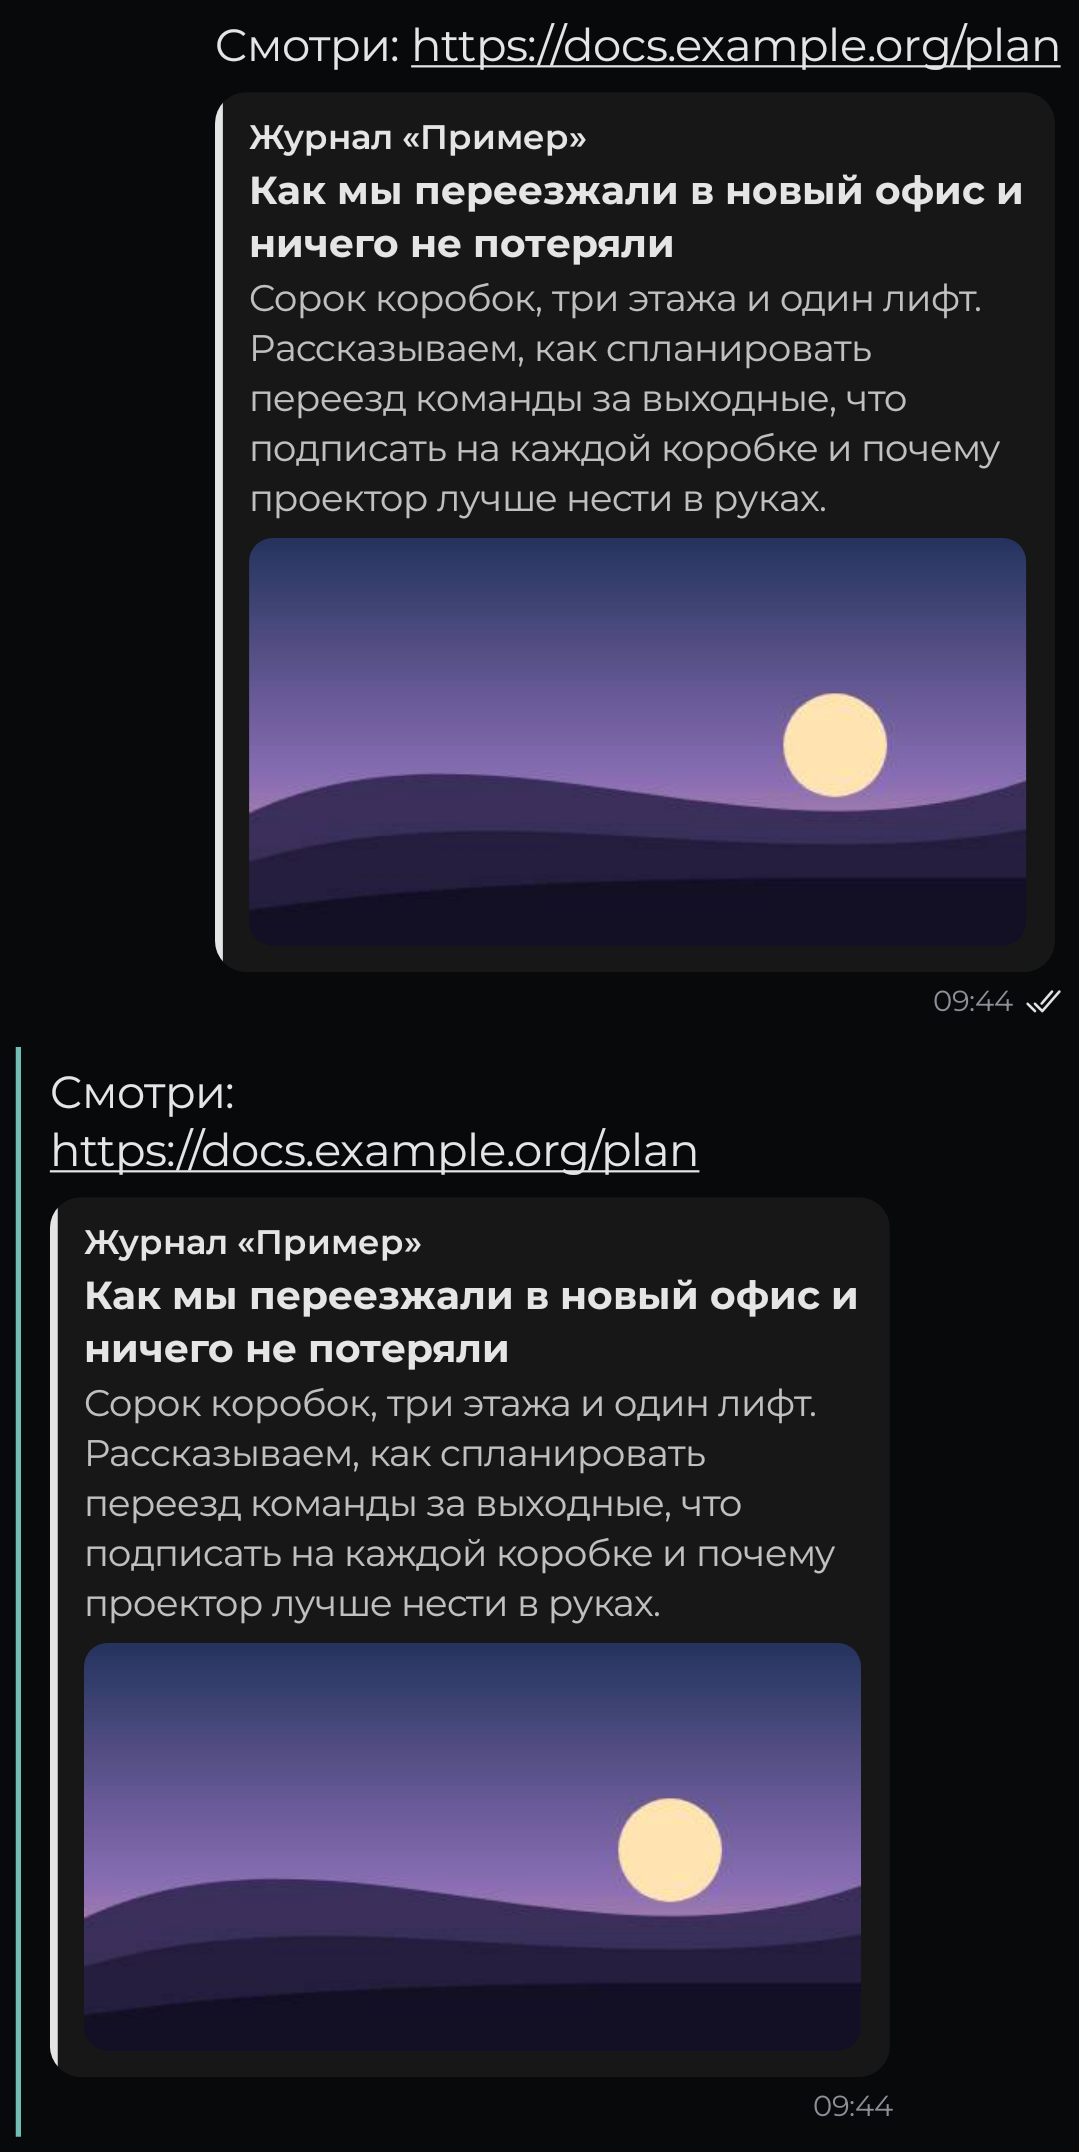 Смотри: https://docs.example.org/plan
Журнал «Пример»
Как мы переезжали в новый офис и
ничего не потеряли
Сорок коробок, три этажа и один лифт.
Рассказываем, как спланировать
переезд команды за выходные, что
подписать на каждой коробке и почему
проектор лучше нести в руках.
09:44
Смотри:
https://docs.example.org/plan
Журнал «Пример»
Как мы переезжали в новый офис и
ничего не потеряли
Сорок коробок, три этажа и один лифт.
Рассказываем, как спланировать
переезд команды за выходные, что
подписать на каждой коробке и почему
проектор лучше нести в руках.
09:44